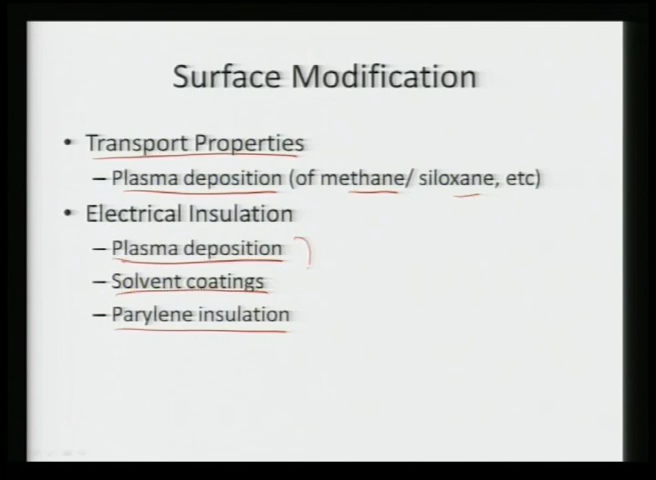 Surface Modification
• Transport Properties
– Plasma deposition (of methane/ siloxane, etc)
• Electrical Insulation
– Plasma deposition
– Solvent coatings
– Parylene insulation